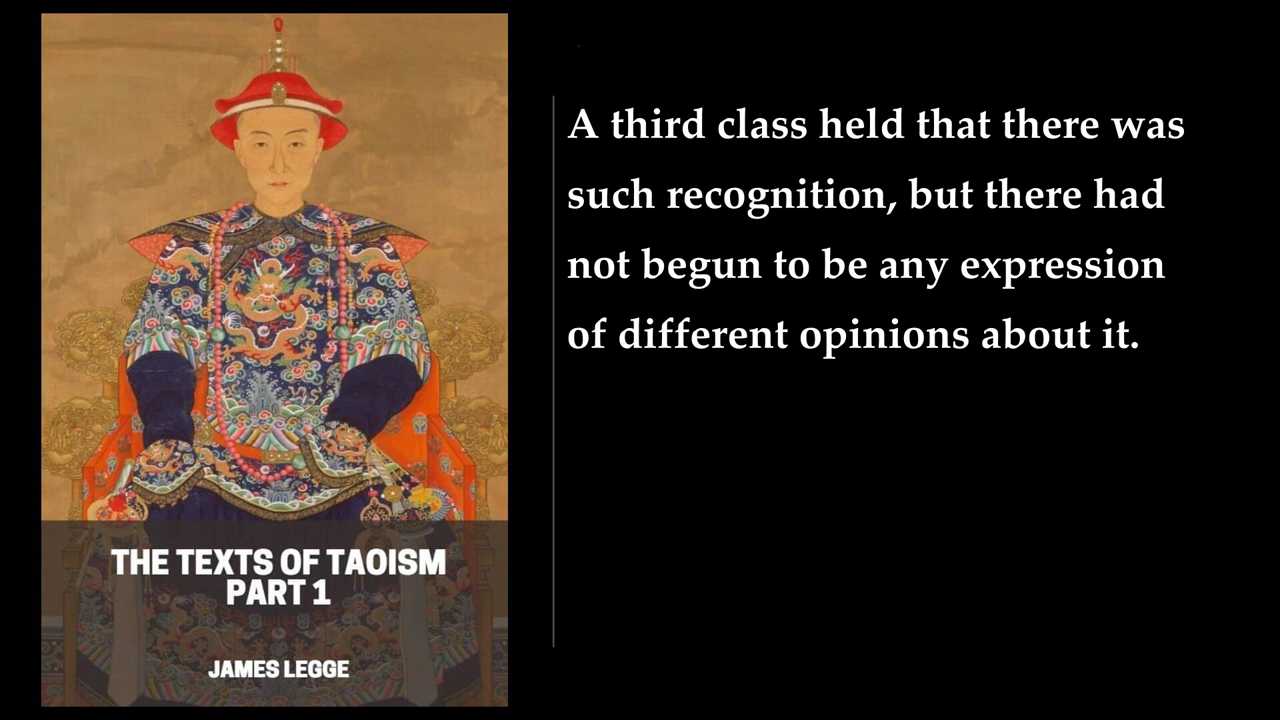 THE TEXTS OF TAOISM
PART 1
JAMES LEGGE
A third class held that there was
such recognition, but there had
not begun to be any expression
of different opinions about it.